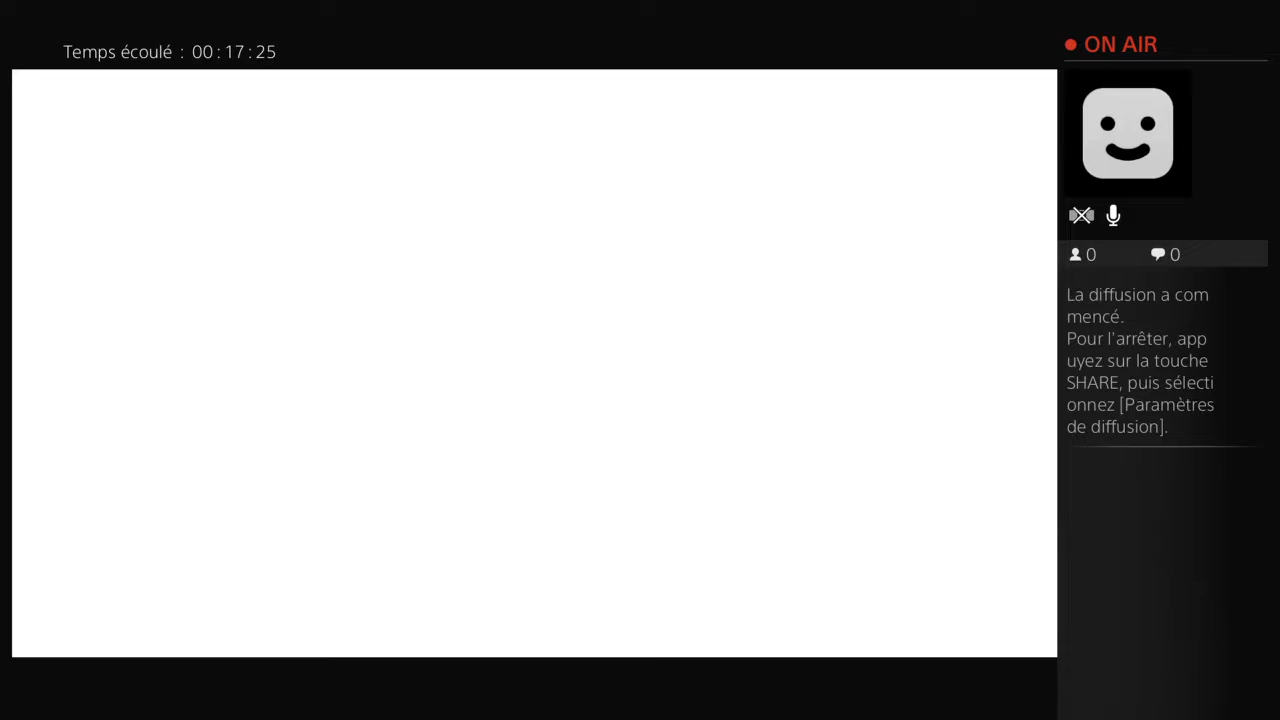 Temps écoulé : 00:17:25
ON AIR
0 0
La diffusion a com
mencé.
Pour l'arrêter, app
uyez sur la touche
SHARE, puis sélecti
onnez [Paramètres
de diffusion].